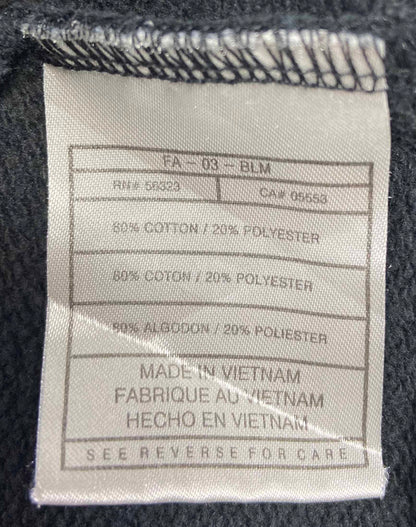 FA - 03 - BLM
RN# 56323 CA# 05553
80% COTTON / 20% POLYESTER
80% COTON / 20% POLYESTER
80% ALGODON / 20% POLIESTER
MADE IN VIETNAM
FABRIQUE AU VIETNAM
HECHO EN VIETNAM
SEE REVERSE FOR CARE